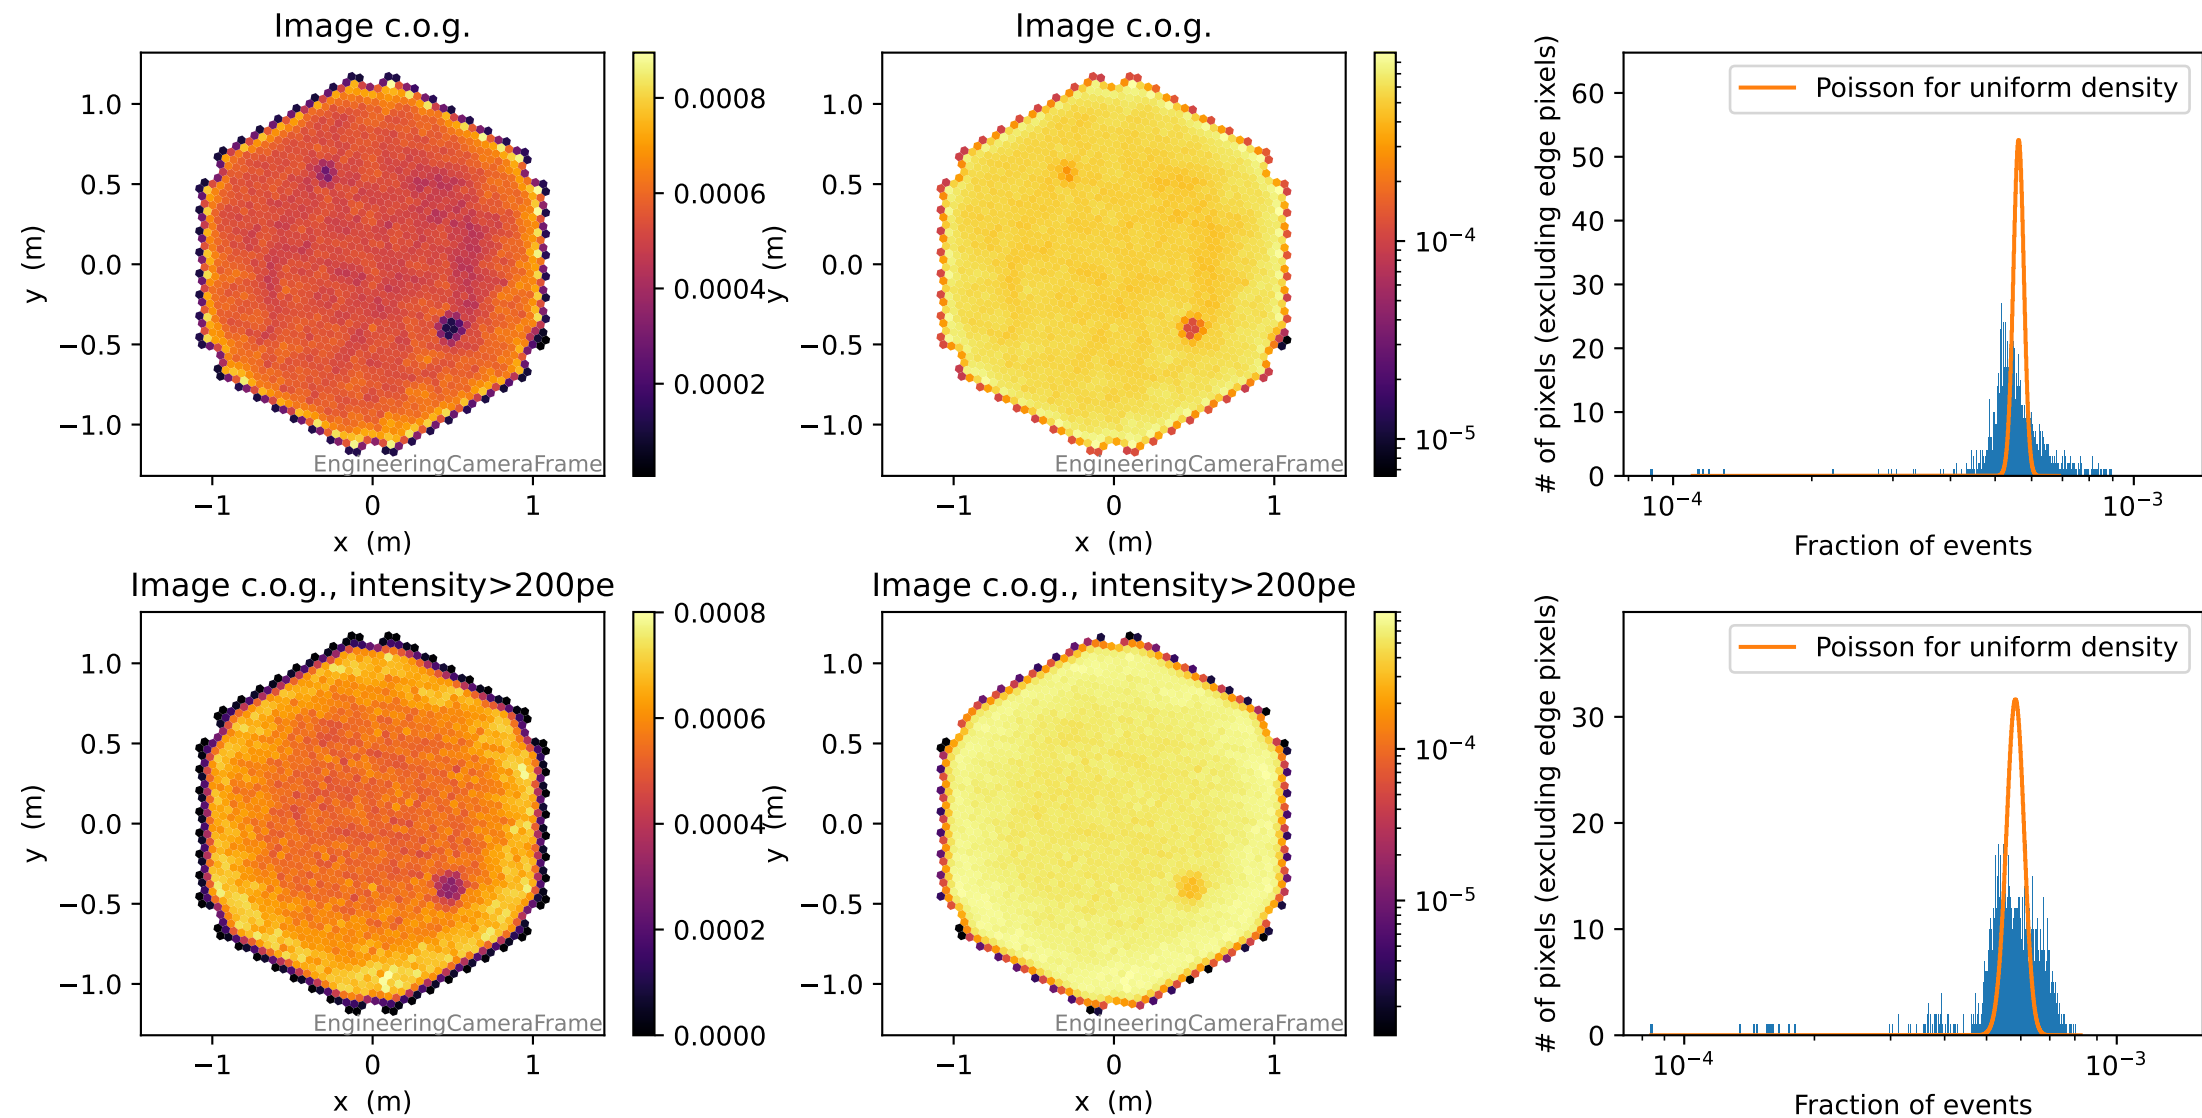 Image c.o.g.
1.0
0.5
0.0
−0.5
−1.0
y (m)
−1
0
1
x (m)
EngineeringCameraFrame
0.0008
0.0006
0.0004
0.0002
Image c.o.g.
1.0
0.5
0.0
−0.5
−1.0
y (m)
−1
0
1
x (m)
EngineeringCameraFrame
10⁻⁴
10⁻⁵
# of pixels (excluding edge pixels)
60
50
40
30
20
10
0
Poisson for uniform density
10⁻⁴
10⁻³
Fraction of events
Image c.o.g., intensity>200pe
1.0
0.5
0.0
−0.5
−1.0
y (m)
−1
0
1
x (m)
EngineeringCameraFrame
0.0008
0.0006
0.0004
0.0002
0.0000
Image c.o.g., intensity>200pe
1.0
0.5
0.0
−0.5
−1.0
y (m)
−1
0
1
x (m)
EngineeringCameraFrame
10⁻⁴
10⁻⁵
# of pixels (excluding edge pixels)
30
20
10
0
Poisson for uniform density
10⁻⁴
10⁻³
Fraction of events